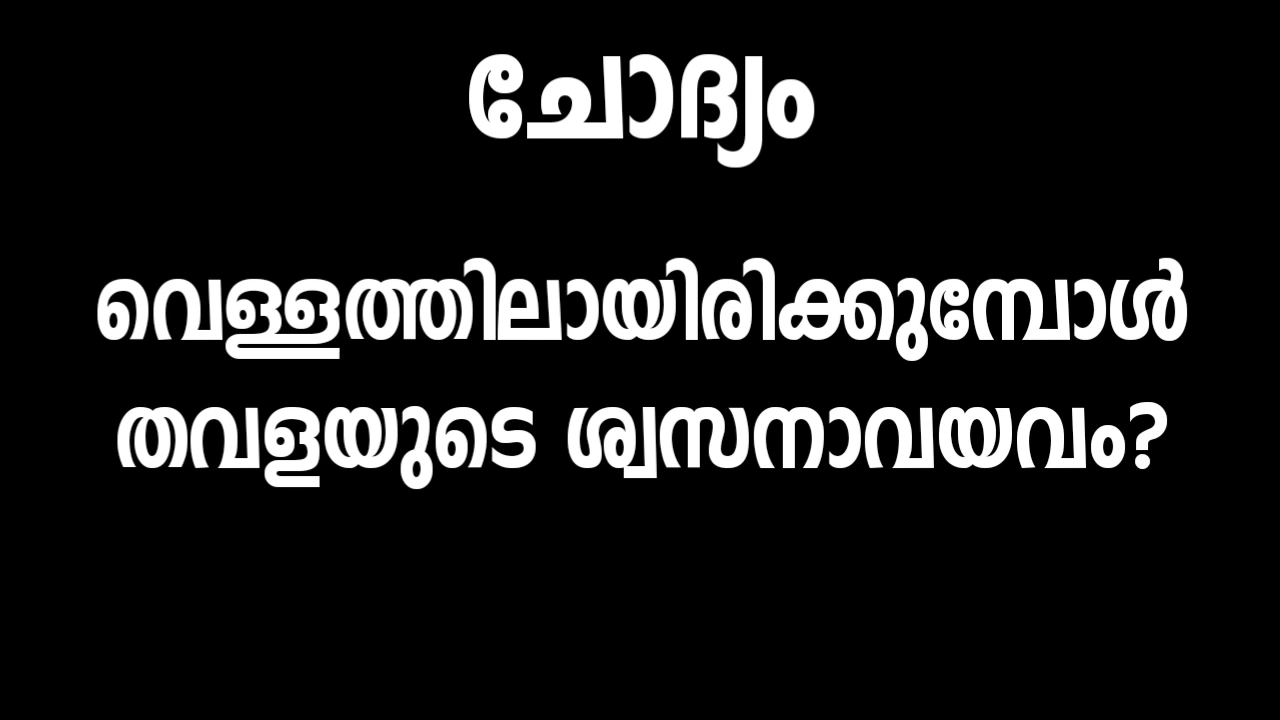 ചോദ്യം
വെള്ളത്തിലായിരിക്കുമ്പോൾ
തവളയുടെ ശ്വസനാവയവം?